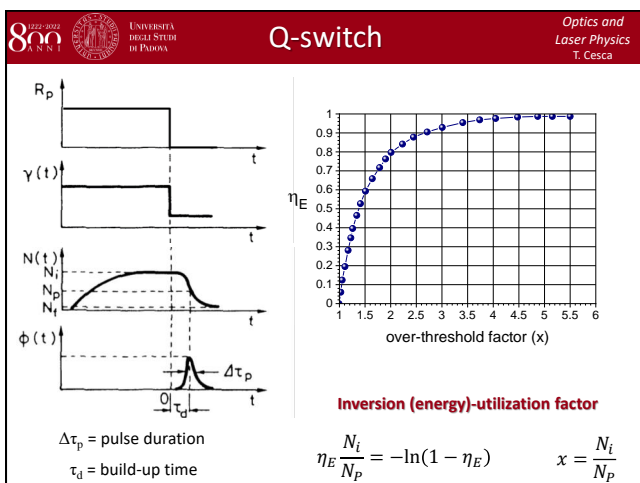 1222·2022
800
ANNI
UNIVERSITÀ
DEGLI STUDI
DI PADOVA
Q-switch
Optics and
Laser Physics
T. Cesca
R_p
t
γ(t)
t
N(t)
N_i
N_p
N_f
t
ϕ(t)
Δτ_p
0
τ_d
t
Δτ_p = pulse duration
τ_d = build-up time
η_E
1
0.9
0.8
0.7
0.6
0.5
0.4
0.3
0.2
0.1
0
1 1.5 2 2.5 3 3.5 4 4.5 5 5.5 6
over-threshold factor (x)
Inversion (energy)-utilization factor
η_E N_i/N_P = −ln(1 − η_E)
x = N_i/N_P